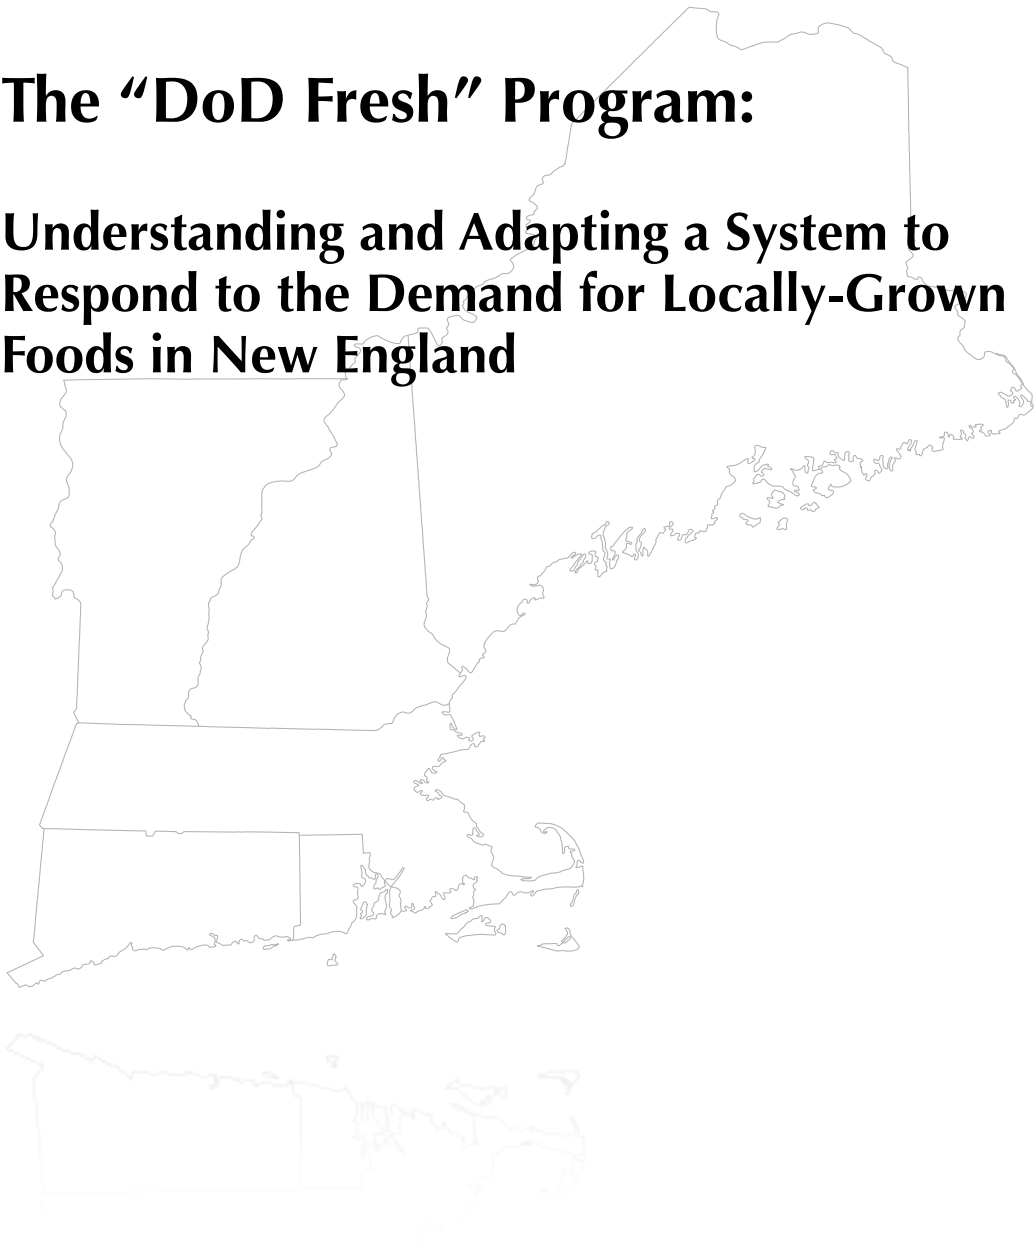 The “DoD Fresh” Program:
Understanding and Adapting a System to
Respond to the Demand for Locally-Grown
Foods in New England